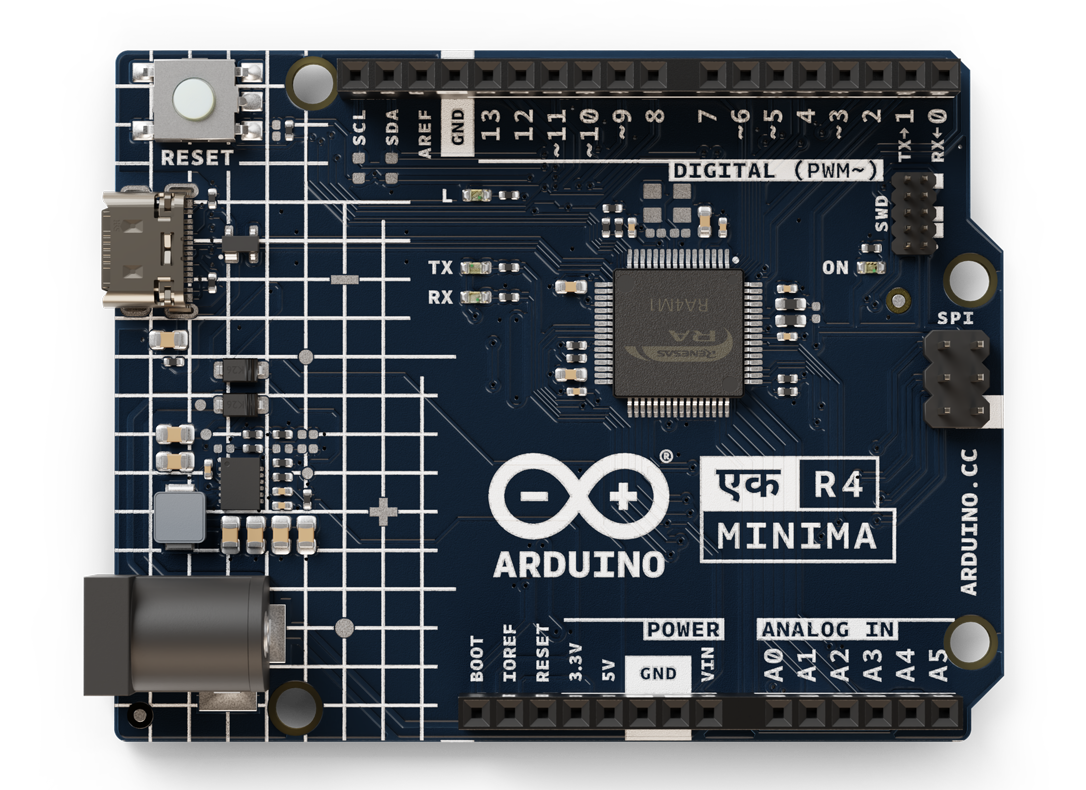 RESET
SCL
SDA
AREF
GND
13
12
~11
~10
~9
8
7
~6
~5
4
~3
2
TX→1
RX←0
DIGITAL (PWM~)
L
TX
RX
SWD
ON
SPI
RA4M1
RA
RENESAS
®
ARDUINO
एक R4
MINIMA
ARDUINO.CC
POWER
ANALOG IN
BOOT
IOREF
RESET
3.3V
5V
GND
VIN
A0
A1
A2
A3
A4
A5